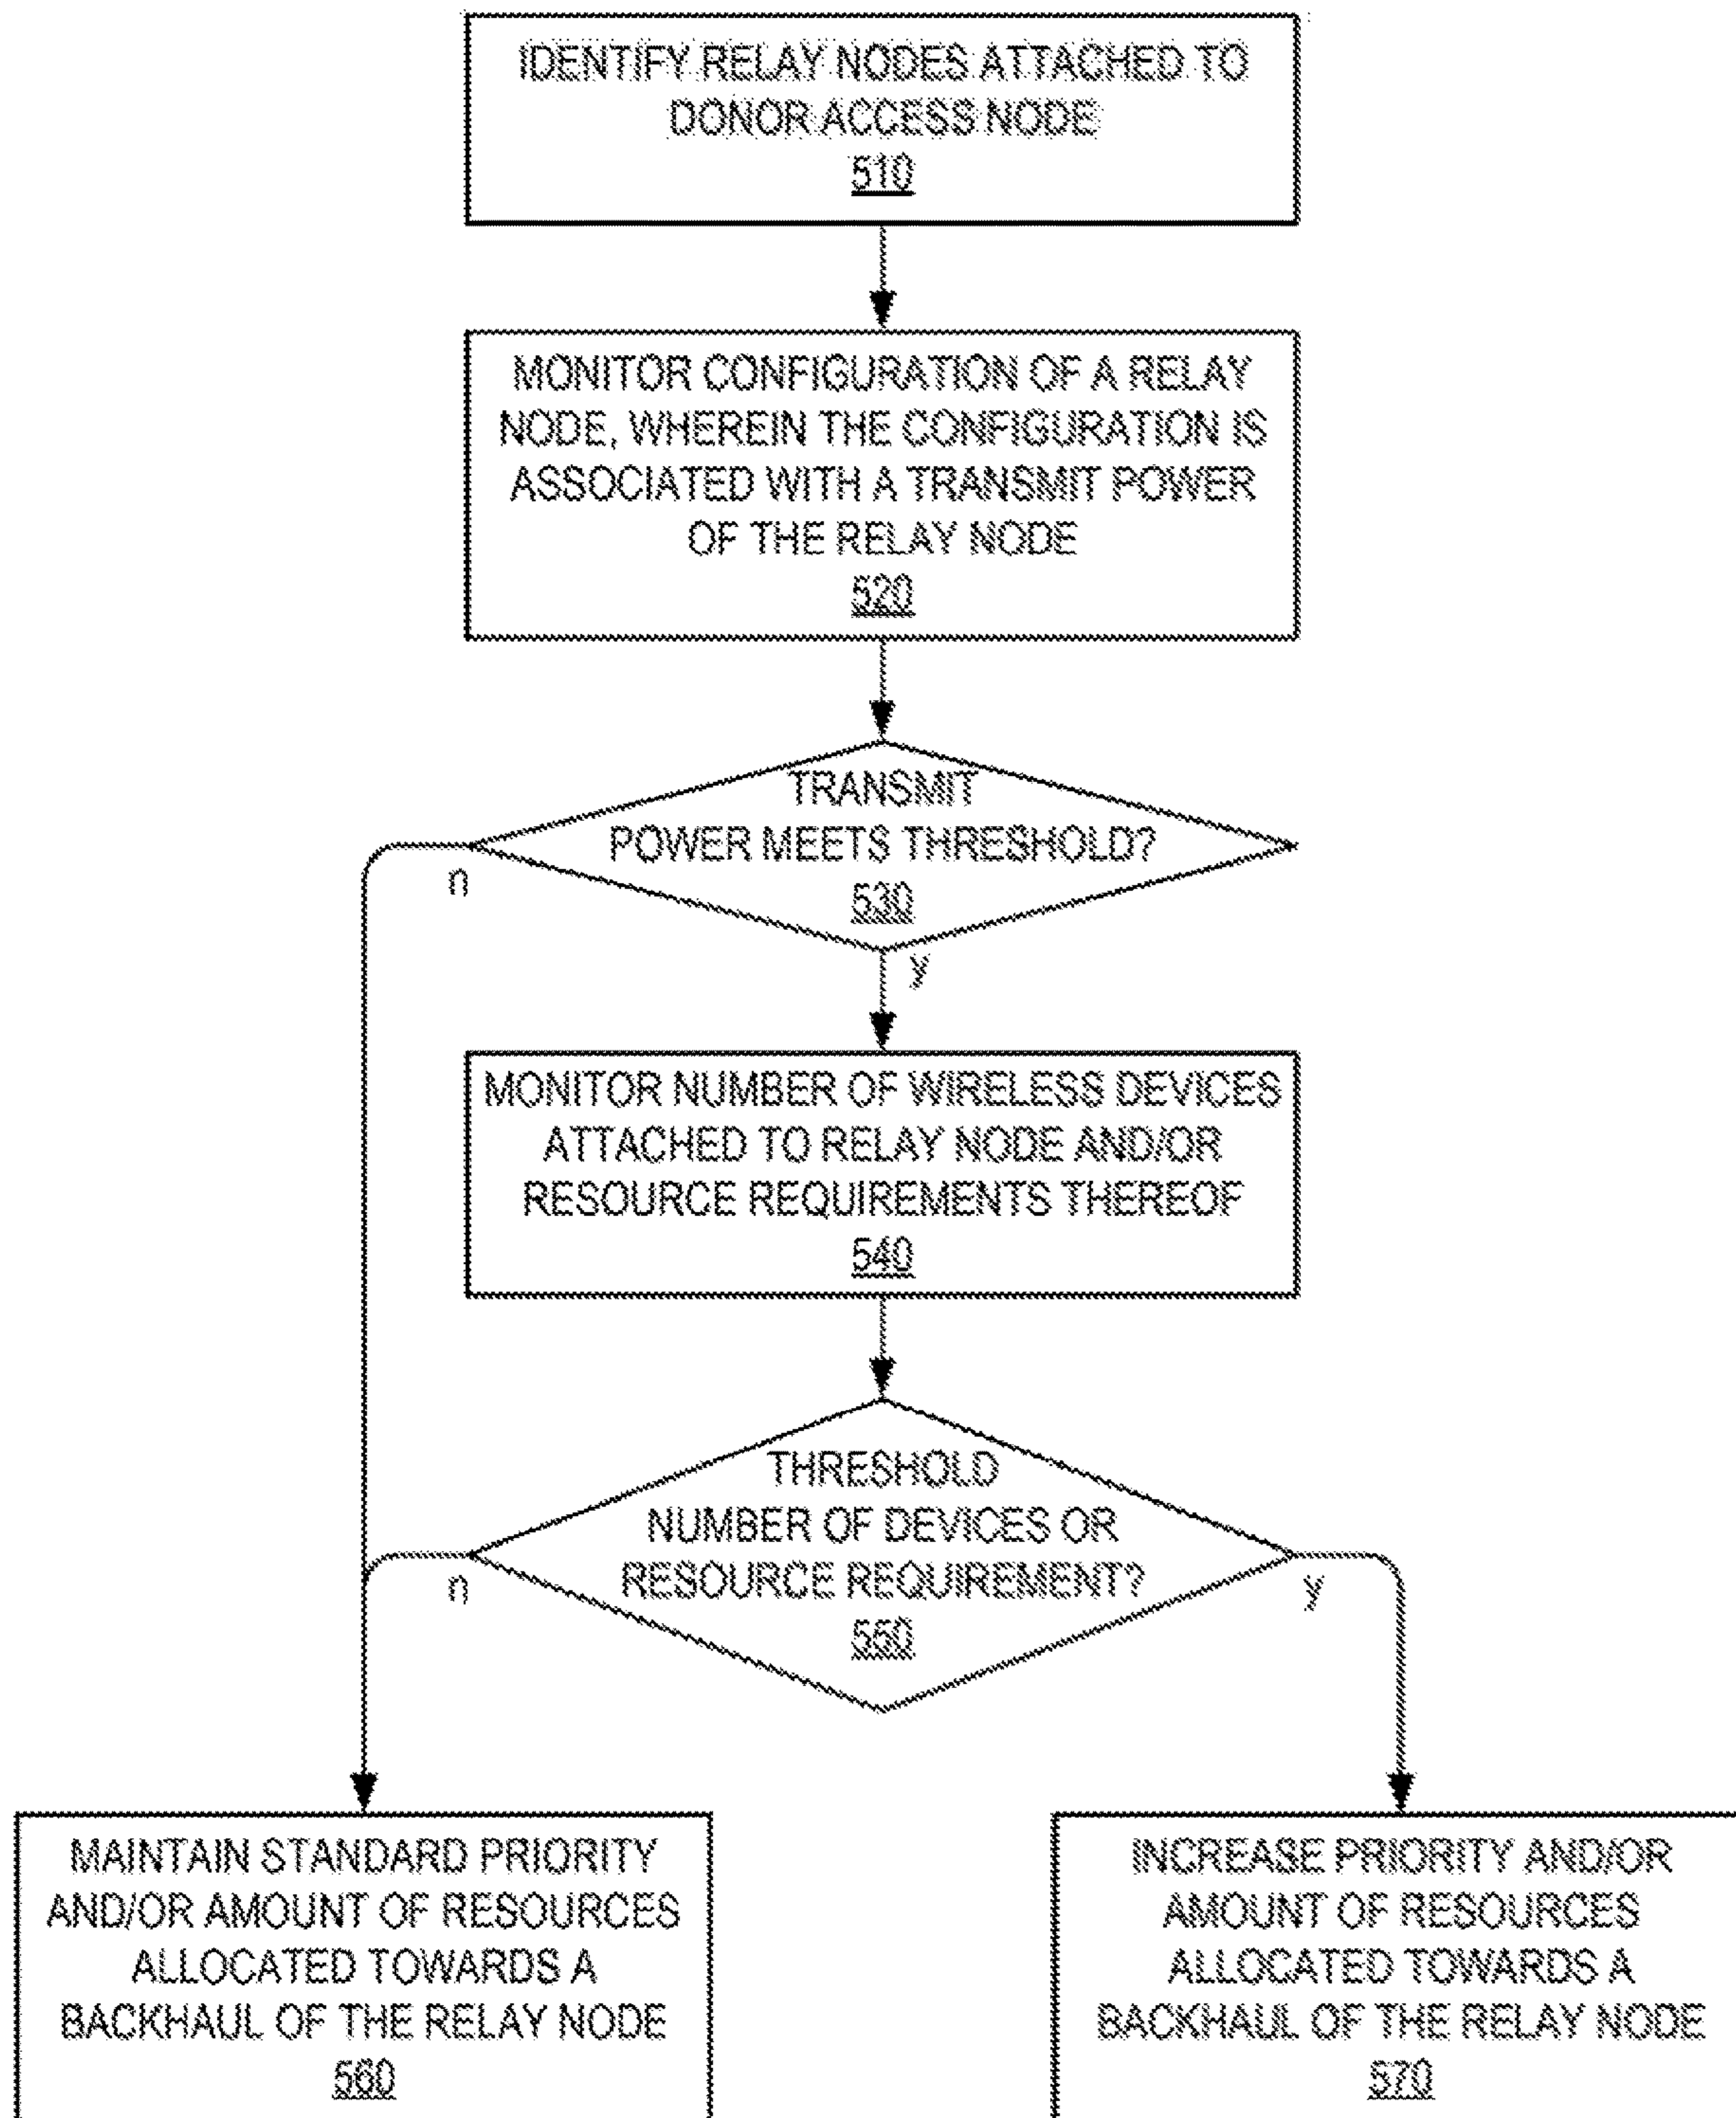 IDENTIFY RELAY NODES ATTACHED TO
DONOR ACCESS NODE
510
MONITOR CONFIGURATION OF A RELAY
NODE, WHEREIN THE CONFIGURATION IS
ASSOCIATED WITH A TRANSMIT POWER
OF THE RELAY NODE
520
TRANSMIT
POWER MEETS THRESHOLD?
530
n
y
MONITOR NUMBER OF WIRELESS DEVICES
ATTACHED TO RELAY NODE AND/OR
RESOURCE REQUIREMENTS THEREOF
540
THRESHOLD
NUMBER OF DEVICES OR
RESOURCE REQUIREMENT?
550
n
y
MAINTAIN STANDARD PRIORITY
AND/OR AMOUNT OF RESOURCES
ALLOCATED TOWARDS A
BACKHAUL OF THE RELAY NODE
560
INCREASE PRIORITY AND/OR
AMOUNT OF RESOURCES
ALLOCATED TOWARDS A
BACKHAUL OF THE RELAY NODE
570